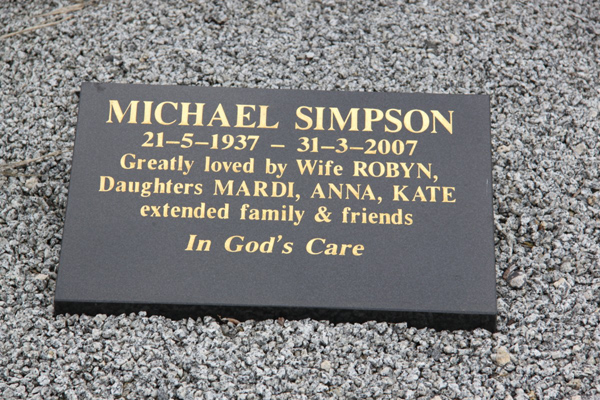 MICHAEL SIMPSON
21–5–1937 – 31–3–2007
Greatly loved by Wife ROBYN,
Daughters MARDI, ANNA, KATE
extended family & friends
In God's Care